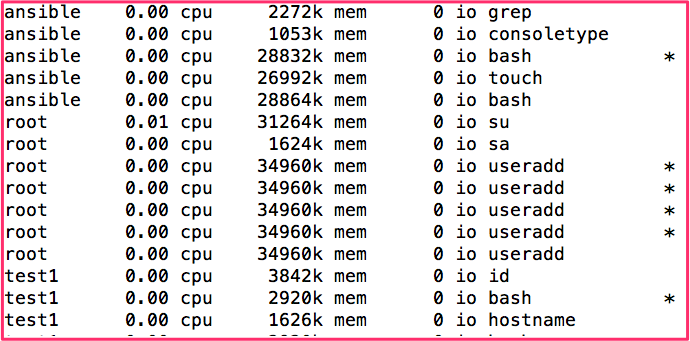 ansible 0.00 cpu 2272k mem 0 io grep
ansible 0.00 cpu 1053k mem 0 io consoletype
ansible 0.00 cpu 28832k mem 0 io bash *
ansible 0.00 cpu 26992k mem 0 io touch
ansible 0.00 cpu 28864k mem 0 io bash
root 0.01 cpu 31264k mem 0 io su
root 0.00 cpu 1624k mem 0 io sa
root 0.00 cpu 34960k mem 0 io useradd *
root 0.00 cpu 34960k mem 0 io useradd *
root 0.00 cpu 34960k mem 0 io useradd *
root 0.00 cpu 34960k mem 0 io useradd *
root 0.00 cpu 34960k mem 0 io useradd
test1 0.00 cpu 3842k mem 0 io id
test1 0.00 cpu 2920k mem 0 io bash *
test1 0.00 cpu 1626k mem 0 io hostname